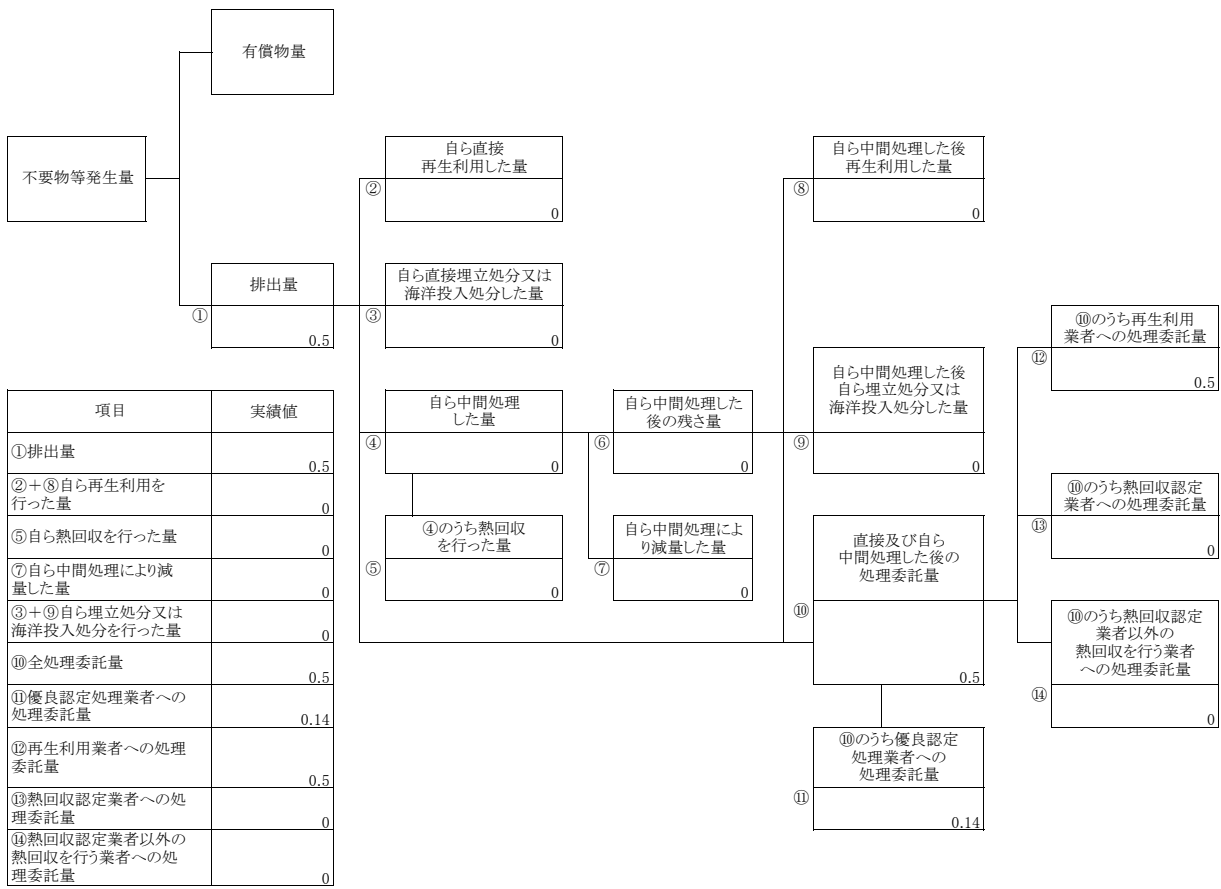 有償物量
不要物等発生量
自ら直接
再生利用した量
②
0
自ら中間処理した後
再生利用した量
⑧
0
排出量
①
0.5
自ら直接埋立処分又は
海洋投入処分した量
③
0
⑩のうち再生利用
業者への処理委託量
⑫
0.5
自ら中間処理
した量
④
0
自ら中間処理した
後の残さ量
⑥
0
自ら中間処理した後
自ら埋立処分又は
海洋投入処分した量
⑨
0
⑩のうち熱回収認定
業者への処理委託量
⑬
0
④のうち熱回収
を行った量
⑤
0
自ら中間処理によ
り減量した量
⑦
0
直接及び自ら
中間処理した後の
処理委託量
⑩
0.5
⑩のうち熱回収認定
業者以外の
熱回収を行う業者
への処理委託量
⑭
0
⑩のうち優良認定
処理業者への
処理委託量
⑪
0.14
項目 実績値
①排出量
0.5
②＋⑧自ら再生利用を
行った量
0
⑤自ら熱回収を行った量
0
⑦自ら中間処理により減
量した量
0
③＋⑨自ら埋立処分又は
海洋投入処分を行った量
0
⑩全処理委託量
0.5
⑪優良認定処理業者への
処理委託量
0.14
⑫再生利用業者への処理
委託量
0.5
⑬熱回収認定業者への処
理委託量
0
⑭熱回収認定業者以外の
熱回収を行う業者への処
理委託量
0